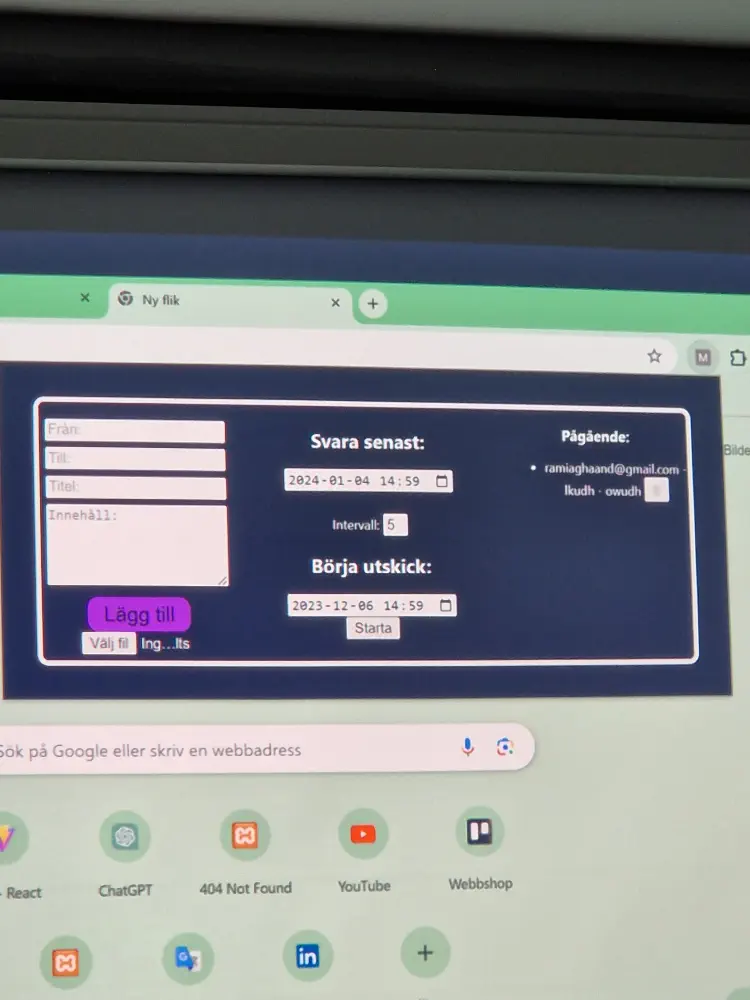 Ny flik
M
Bilde
Från:
Till:
Titel:
Innehåll:
Lägg till
Välj fil Ing...lts
Svara senast:
2024-01-04 14:59
Intervall: 5
Börja utskick:
2023-12-06 14:59
Starta
Pågående:
• ramiaghaand@gmail.com -
lkudh - owudh
Sök på Google eller skriv en webbadress
React
ChatGPT
404 Not Found
YouTube
Webbshop
in